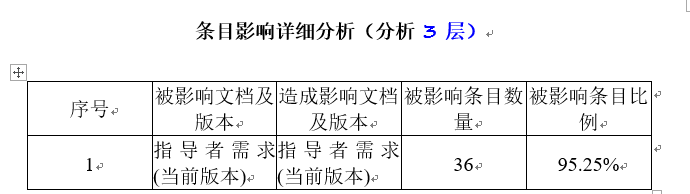 条目影响详细分析（分析 3 层）
序号
被影响文档及
版本
造成影响文档
及版本
被影响条目数
量
被影响条目比
例
1
指导者需求
(当前版本)
指导者需求
(当前版本)
36
95.25%